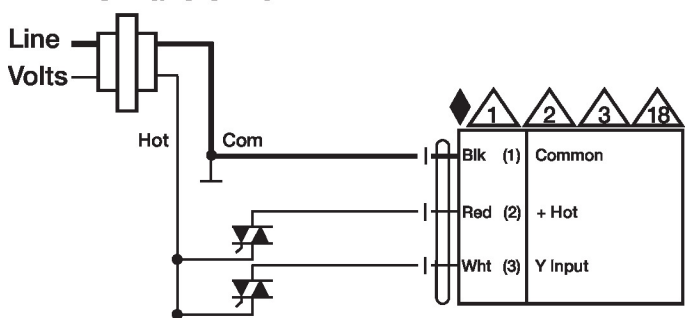 Line
Volts
Hot
Com
1 2 3 18
Blk (1) Common
Red (2) + Hot
Wht (3) Y Input